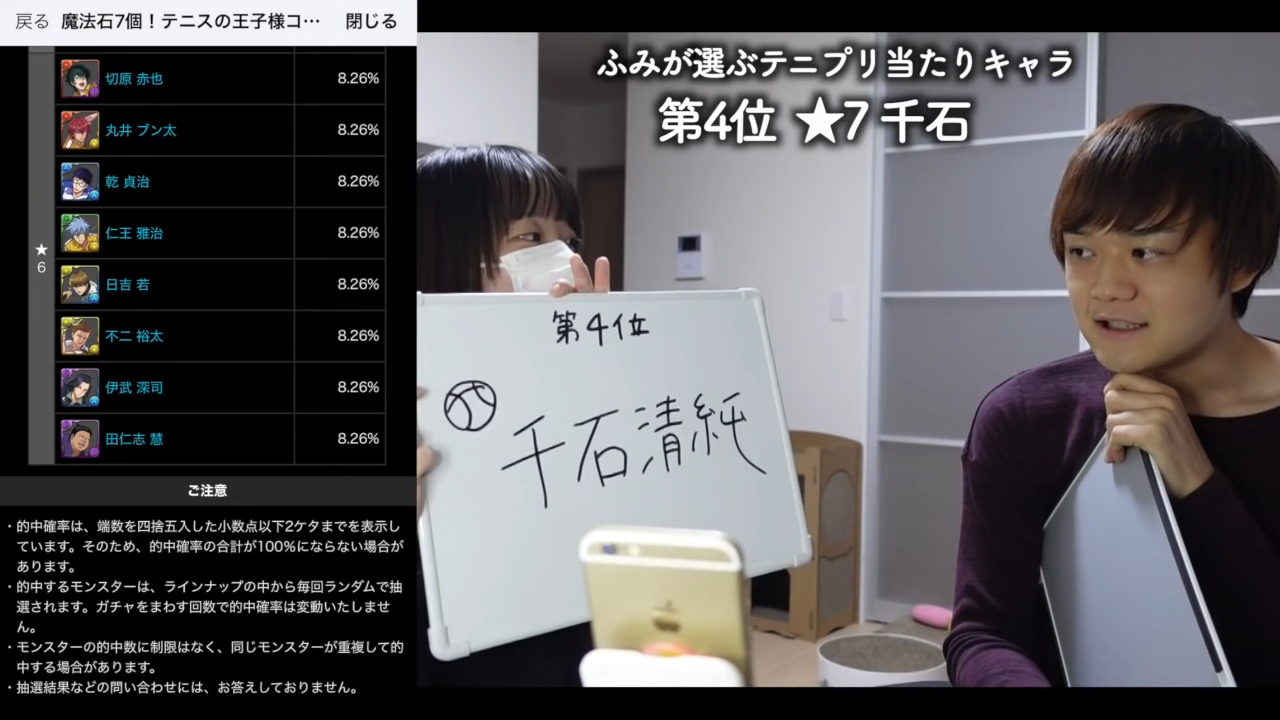 戻る 魔法石7個！テニスの王子様コ… 閉じる
切原 赤也 8.26%
丸井 ブン太 8.26%
乾 貞治 8.26%
仁王 雅治 8.26%
日吉 若 8.26%
不二 裕太 8.26%
伊武 深司 8.26%
田仁志 慧 8.26%
★
6
ご注意
・的中確率は、端数を四捨五入した小数点以下2ケタまでを表示し
ています。そのため、的中確率の合計が100%にならない場合が
あります。
・的中するモンスターは、ラインナップの中から毎回ランダムで抽
選されます。ガチャをまわす回数で的中確率は変動いたしませ
ん。
・モンスターの的中数に制限はなく、同じモンスターが重複して的
中する場合があります。
・抽選結果などの問い合わせには、お答えしておりません。
ふみが選ぶテニプリ当たりキャラ
第4位 ★7 千石
第4位
千石清純